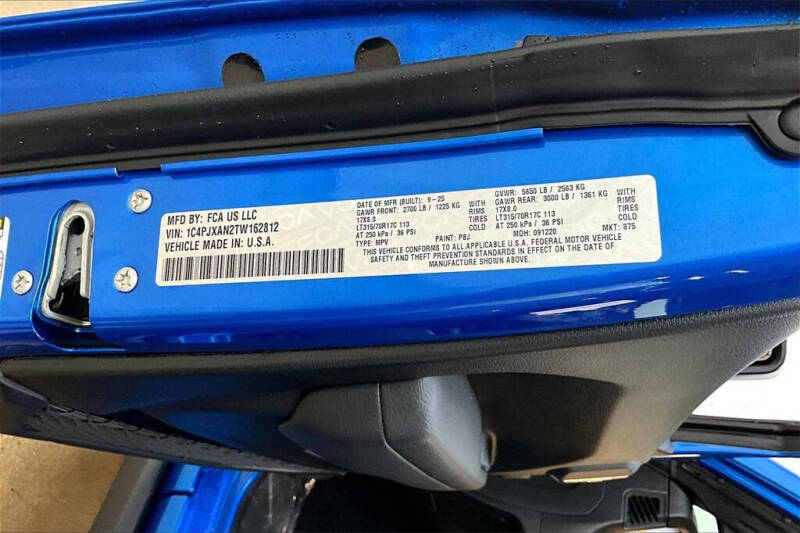 MFD BY: FCA US LLC
VIN: 1C4PJXAN2TW162812
VEHICLE MADE IN U.S.A.
DATE OF MFR (BUILT): 9-25 GVWR: 5650 LB / 2563 KG
GAWR FRONT: 2700 LB / 1225 KG WITH GAWR REAR: 3000 LB / 1361 KG WITH
17X8.0 RIMS 17X8.0 RIMS
LT315/70R17C 113 TIRES LT315/70R17C 113 TIRES
AT 250 kPa / 36 PSI COLD AT 250 kPa / 36 PSI COLD
TYPE: MPV PAINT: PBJ MDH: 091220 MKT: 875
THIS VEHICLE CONFORMS TO ALL APPLICABLE U.S.A. FEDERAL MOTOR VEHICLE
SAFETY AND THEFT PREVENTION STANDARDS IN EFFECT ON THE DATE OF
MANUFACTURE SHOWN ABOVE.